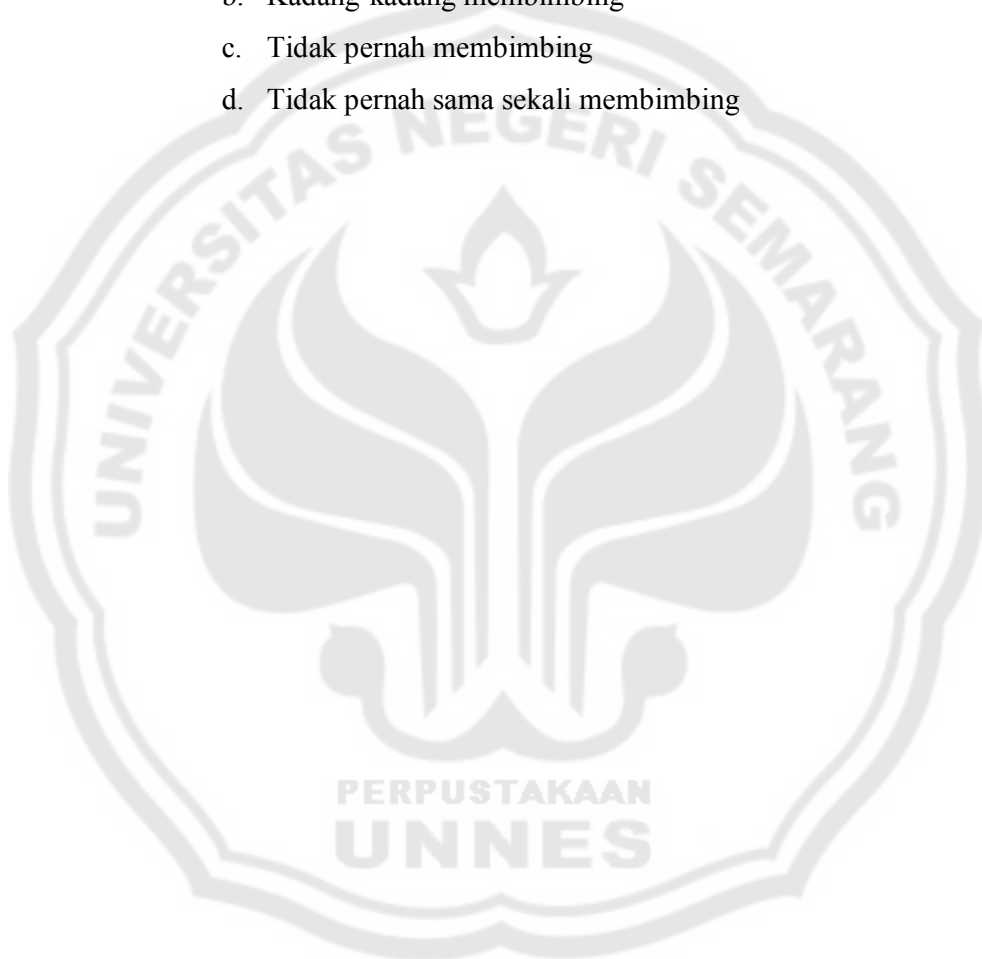 b. Kadang-kadang membimbing
c. Tidak pernah membimbing
d. Tidak pernah sama sekali membimbing
UNIVERSITAS NEGERI SEMARANG
PERPUSTAKAAN
UNNES